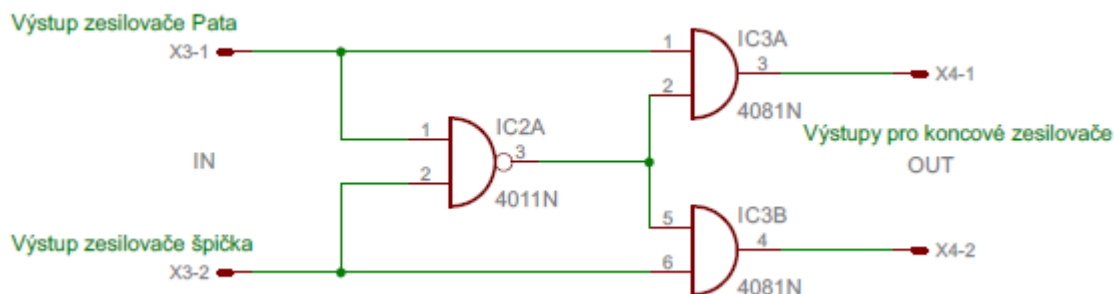 Výstup zesilovače Pata
X3-1
1
2
IC3A
3
4081N
X4-1
1
2
IC2A
3
4011N
IN
Výstupy pro koncové zesilovače
OUT
Výstup zesilovače špička
X3-2
5
6
IC3B
4
4081N
X4-2